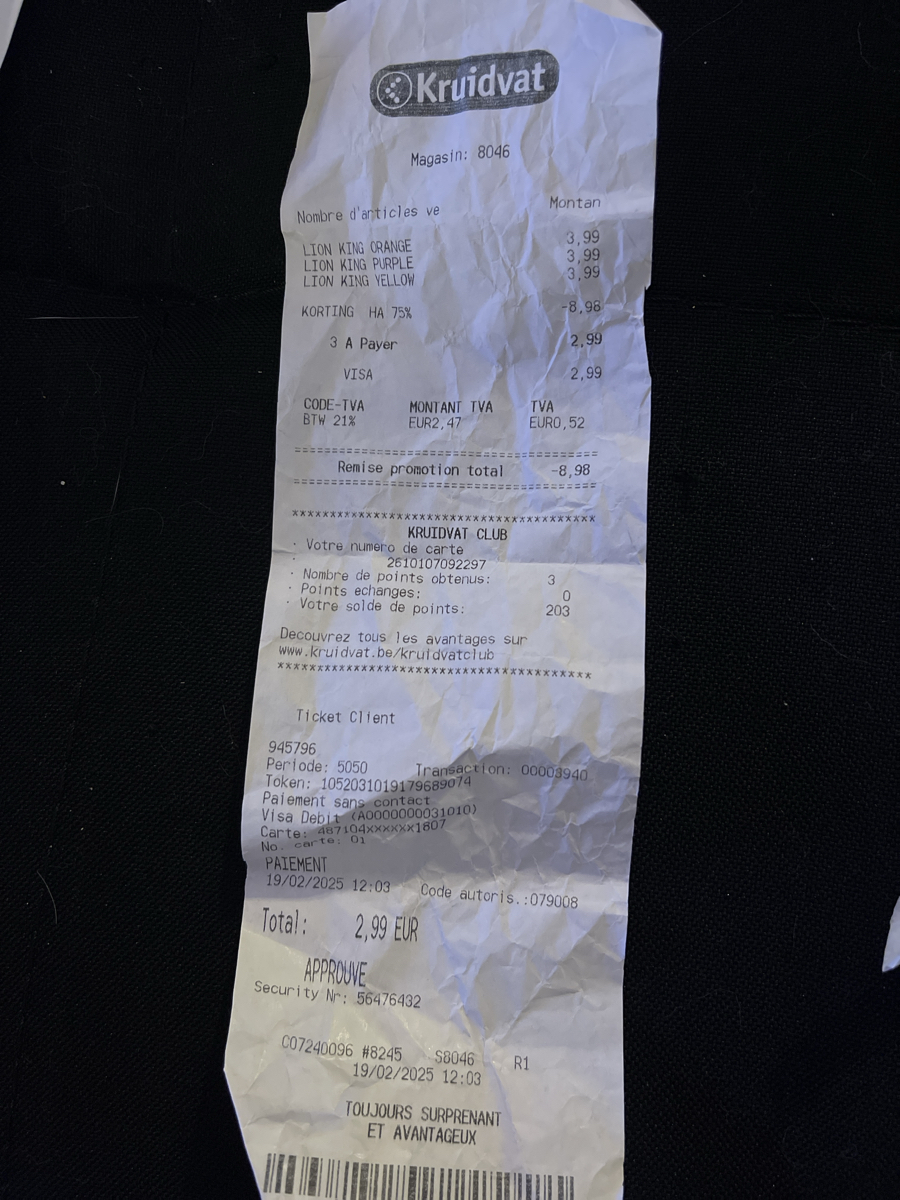 Kruidvat
Magasin: 8046
Nombre d'articles ve Montan
LION KING ORANGE 3,99
LION KING PURPLE 3,99
LION KING YELLOW 3,99
KORTING HA 75% -8,98
3 A Payer 2,99
VISA 2,99
CODE-TVA MONTANT TVA TVA
BTW 21% EUR2,47 EUR0,52
========================================
Remise promotion total -8,98
========================================
****************************************
KRUIDVAT CLUB
· Votre numero de carte
· 2610107092297
· Nombre de points obtenus: 3
· Points echanges: 0
· Votre solde de points: 203
Decouvrez tous les avantages sur
www.kruidvat.be/kruidvatclub
****************************************
Ticket Client
945796
Periode: 5050 Transaction: 00003940
Token: 1052031019179689074
Paiement sans contact
Visa Debit (A0000000031010)
Carte: 487104xxxxxx1807
No. carte: 01
PAIEMENT
19/02/2025 12:03 Code autoris.:079008
Total: 2,99 EUR
APPROUVE
Security Nr: 56476432
C07240096 #8245 S8046 R1
19/02/2025 12:03
TOUJOURS SURPRENANT
ET AVANTAGEUX